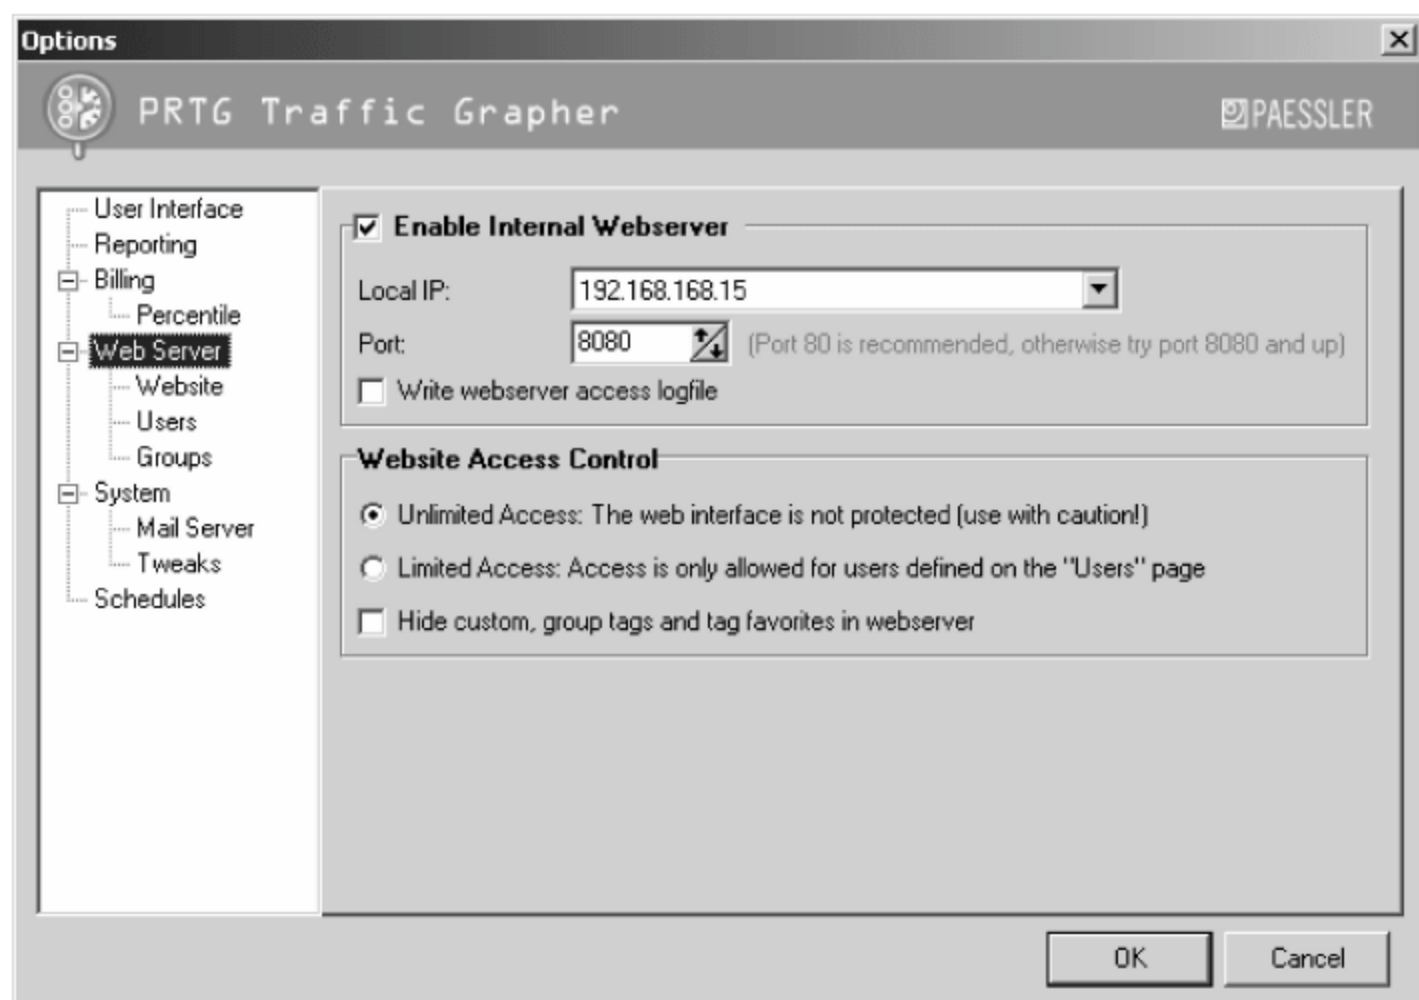 Options
PRTG Traffic Grapher
PAESSLER
User Interface
Reporting
Billing
Percentile
Web Server
Website
Users
Groups
System
Mail Server
Tweaks
Schedules
Enable Internal Webserver
Local IP: 192.168.168.15
Port: 8080 (Port 80 is recommended, otherwise try port 8080 and up)
Write webserver access logfile
Website Access Control
Unlimited Access: The web interface is not protected (use with caution!)
Limited Access: Access is only allowed for users defined on the "Users" page
Hide custom, group tags and tag favorites in webserver
OK Cancel